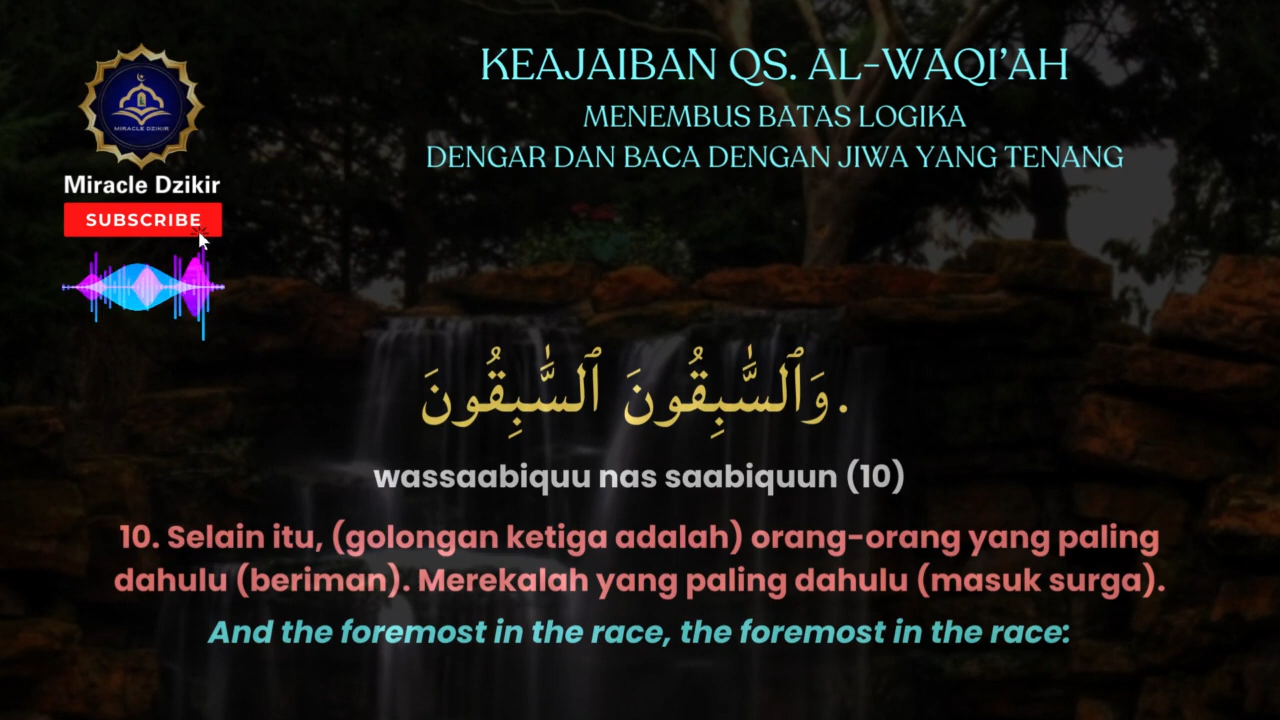 KEAJAIBAN QS. AL-WAQI'AH
MENEMBUS BATAS LOGIKA
DENGAR DAN BACA DENGAN JIWA YANG TENANG
MIRACLE DZIKIR
Miracle Dzikir
SUBSCRIBE
وَٱلسَّٰبِقُونَ ٱلسَّٰبِقُونَ.
wassaabiquu nas saabiquun (10)
10. Selain itu, (golongan ketiga adalah) orang-orang yang paling
dahulu (beriman). Merekalah yang paling dahulu (masuk surga).
And the foremost in the race, the foremost in the race: